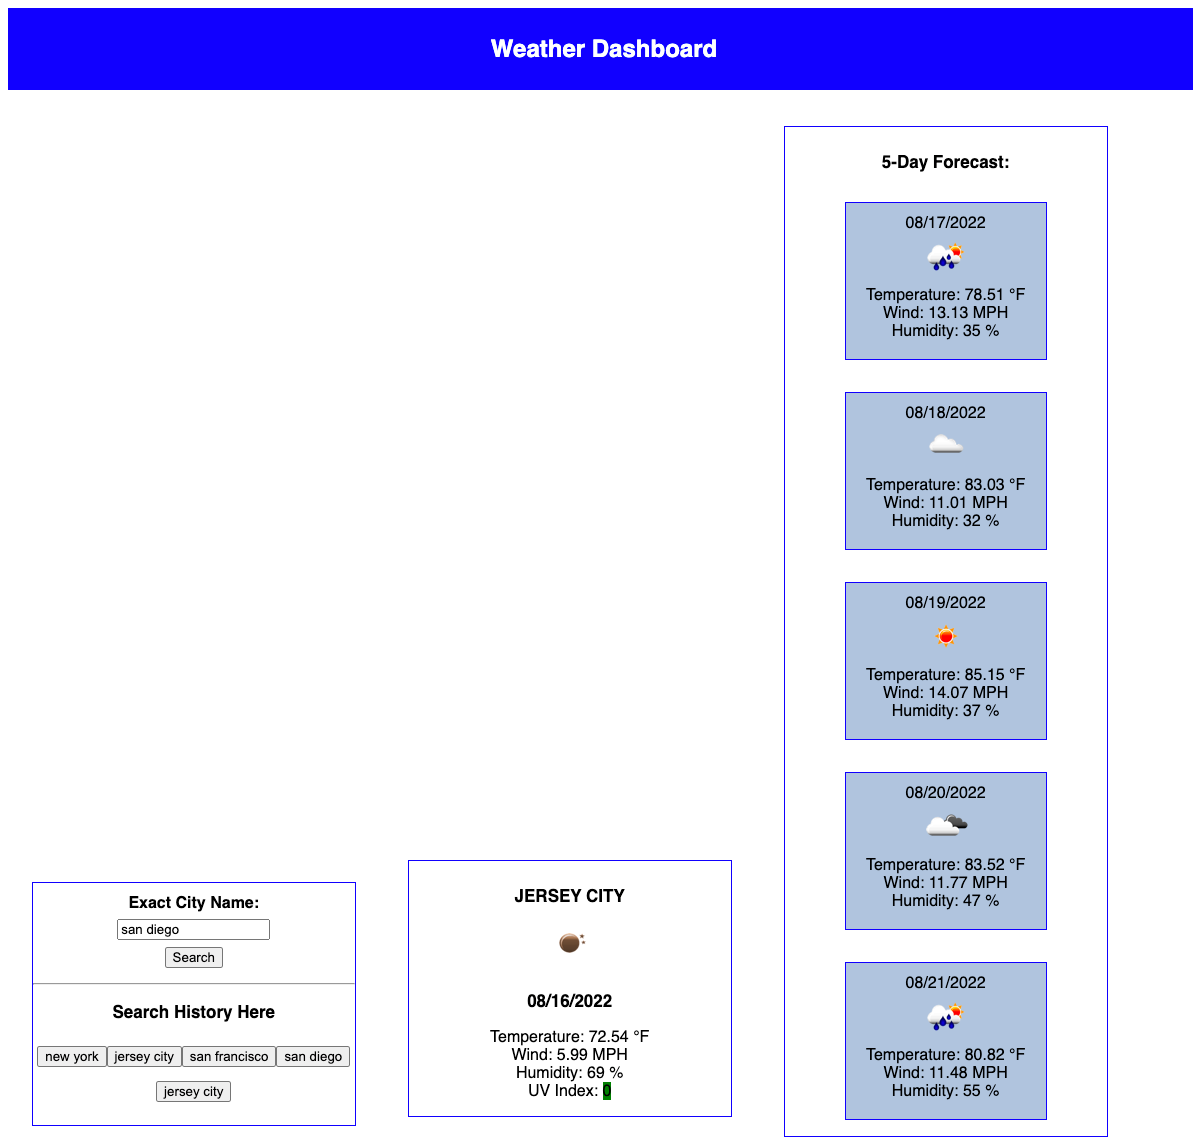 Weather Dashboard
Exact City Name:
san diego
Search
Search History Here
new york jersey city san francisco san diego
jersey city
JERSEY CITY
08/16/2022
Temperature: 72.54 °F
Wind: 5.99 MPH
Humidity: 69 %
UV Index: 0
5-Day Forecast:
08/17/2022
Temperature: 78.51 °F
Wind: 13.13 MPH
Humidity: 35 %
08/18/2022
Temperature: 83.03 °F
Wind: 11.01 MPH
Humidity: 32 %
08/19/2022
Temperature: 85.15 °F
Wind: 14.07 MPH
Humidity: 37 %
08/20/2022
Temperature: 83.52 °F
Wind: 11.77 MPH
Humidity: 47 %
08/21/2022
Temperature: 80.82 °F
Wind: 11.48 MPH
Humidity: 55 %